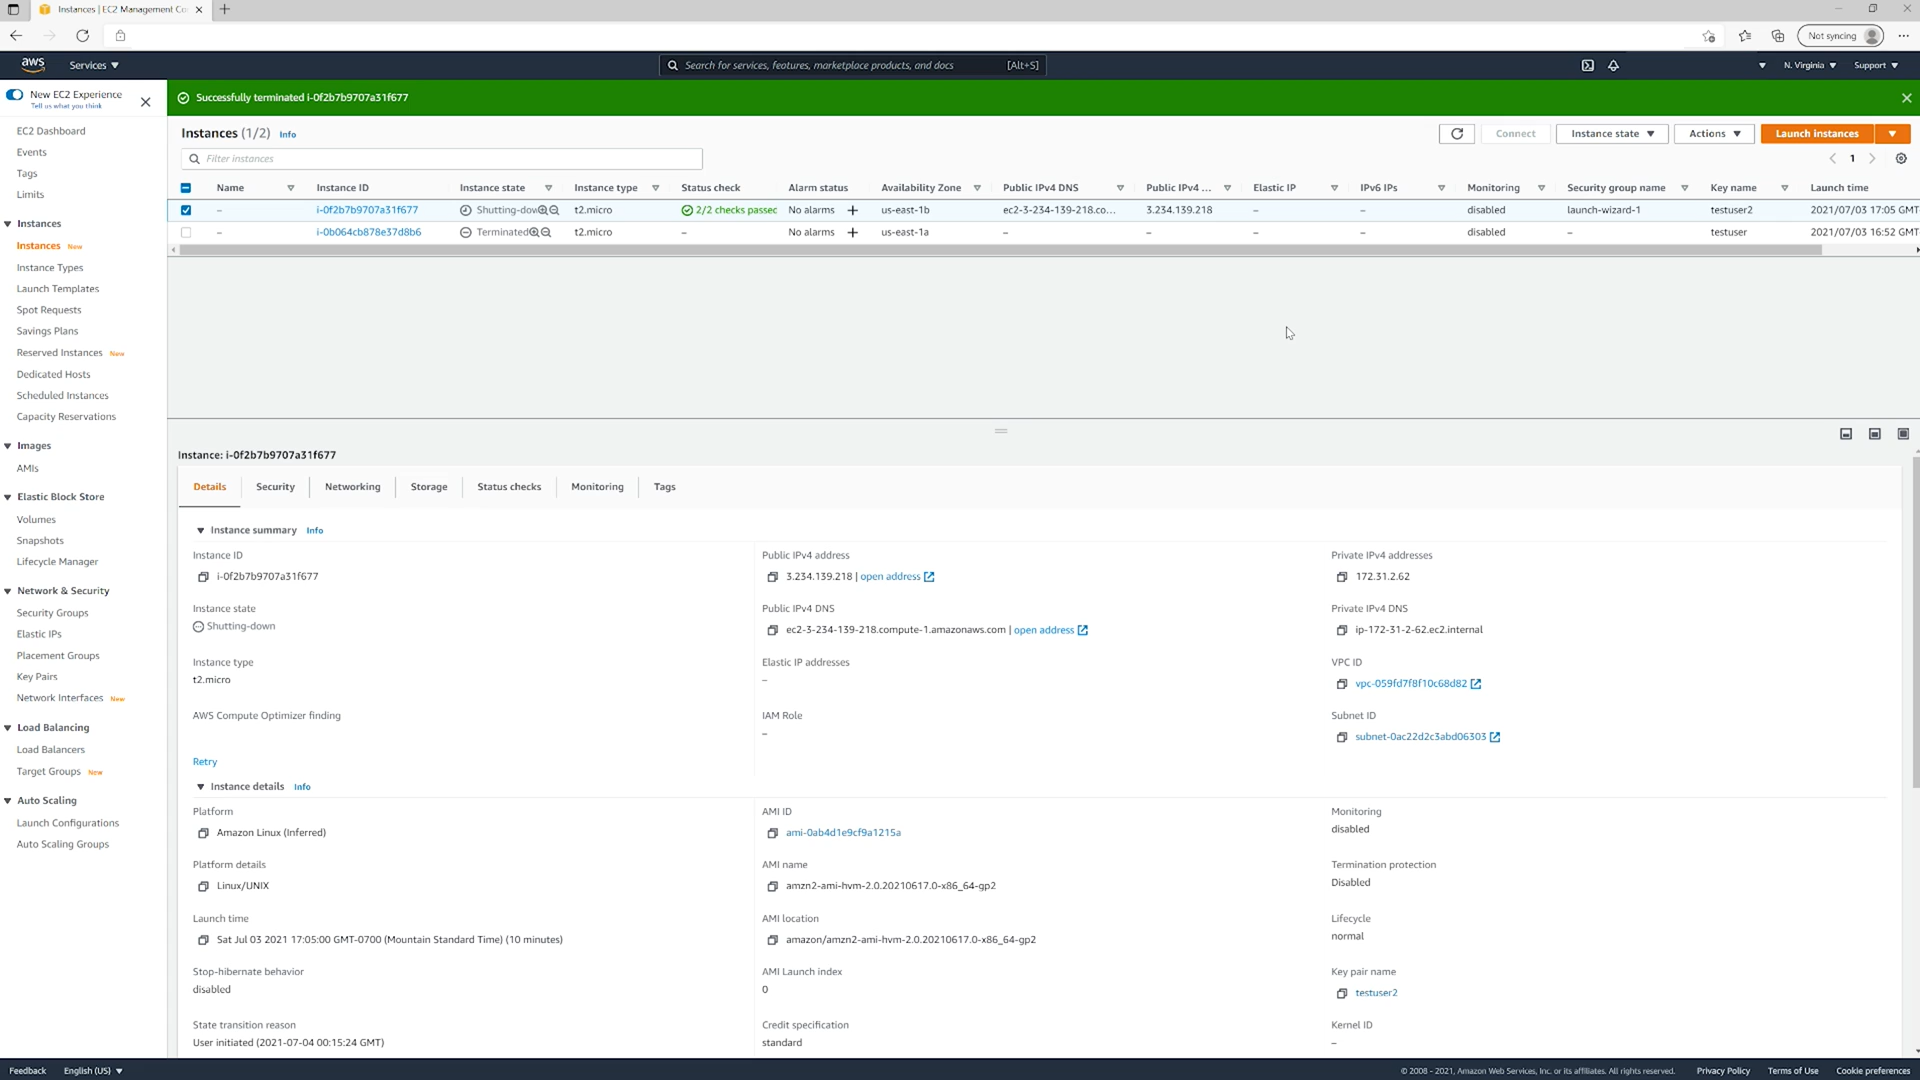 Instances | EC2 Management Co
Not syncing
aws
Services
Search for services, features, marketplace products, and docs [Alt+S]
N. Virginia
Support
New EC2 Experience
Tell us what you think
Successfully terminated i-0f2b7b9707a31f677
EC2 Dashboard
Events
Tags
Limits
Instances
Instances New
Instance Types
Launch Templates
Spot Requests
Savings Plans
Reserved Instances New
Dedicated Hosts
Scheduled Instances
Capacity Reservations
Images
AMIs
Elastic Block Store
Volumes
Snapshots
Lifecycle Manager
Network & Security
Security Groups
Elastic IPs
Placement Groups
Key Pairs
Network Interfaces New
Load Balancing
Load Balancers
Target Groups New
Auto Scaling
Launch Configurations
Auto Scaling Groups
Instances (1/2) Info
Connect
Instance state
Actions
Launch instances
Filter instances
1
Name Instance ID Instance state Instance type Status check Alarm status Availability Zone Public IPv4 DNS Public IPv4 ... Elastic IP IPv6 IPs Monitoring Security group name Key name Launch time
– i-0f2b7b9707a31f677 Shutting-dow t2.micro 2/2 checks passec No alarms + us-east-1b ec2-3-234-139-218.co... 3.234.139.218 – – disabled launch-wizard-1 testuser2 2021/07/03 17:05 GMT-
– i-0b064cb878e37d8b6 Terminated t2.micro – No alarms + us-east-1a – – – – disabled – testuser 2021/07/03 16:52 GMT-
Instance: i-0f2b7b9707a31f677
Details Security Networking Storage Status checks Monitoring Tags
Instance summary Info
Instance ID
i-0f2b7b9707a31f677
Public IPv4 address
3.234.139.218 | open address
Private IPv4 addresses
172.31.2.62
Instance state
Shutting-down
Public IPv4 DNS
ec2-3-234-139-218.compute-1.amazonaws.com | open address
Private IPv4 DNS
ip-172-31-2-62.ec2.internal
Instance type
t2.micro
Elastic IP addresses
–
VPC ID
vpc-059fd7f8f10c68d82
AWS Compute Optimizer finding
Retry
IAM Role
–
Subnet ID
subnet-0ac22d2c3abd06303
Instance details Info
Platform
Amazon Linux (Inferred)
AMI ID
ami-0ab4d1e9cf9a1215a
Monitoring
disabled
Platform details
Linux/UNIX
AMI name
amzn2-ami-hvm-2.0.20210617.0-x86_64-gp2
Termination protection
Disabled
Launch time
Sat Jul 03 2021 17:05:00 GMT-0700 (Mountain Standard Time) (10 minutes)
AMI location
amazon/amzn2-ami-hvm-2.0.20210617.0-x86_64-gp2
Lifecycle
normal
Stop-hibernate behavior
disabled
AMI Launch index
0
Key pair name
testuser2
State transition reason
User initiated (2021-07-04 00:15:24 GMT)
Credit specification
standard
Kernel ID
–
Feedback
English (US)
© 2008 - 2021, Amazon Web Services, Inc. or its affiliates. All rights reserved.
Privacy Policy
Terms of Use
Cookie preferences